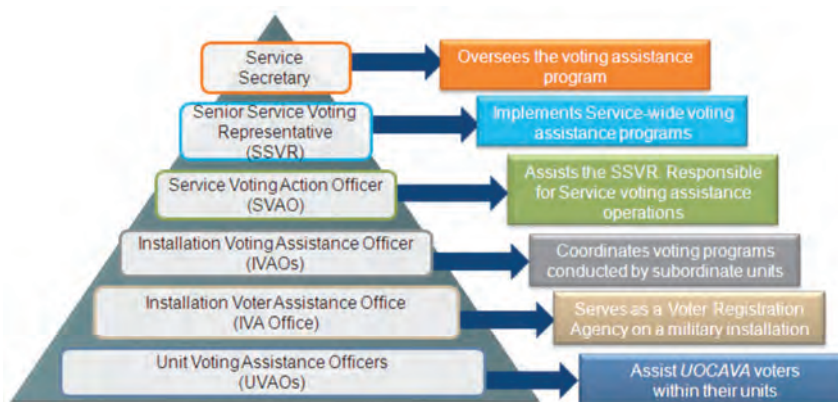 Service
Secretary
Oversees the voting assistance
program
Senior Service Voting
Representative
(SSVR)
Implements Service-wide voting
assistance programs
Service Voting Action Officer
(SVAO)
Assists the SSVR. Responsible
for Service voting assistance
operations
Installation Voting Assistance Officer
(IVAOs)
Coordinates voting programs
conducted by subordinate units
Installation Voter Assistance Office
(IVA Office)
Serves as a Voter Registration
Agency on a military installation
Unit Voting Assistance Officers
(UVAOs)
Assist UOCAVA voters
within their units